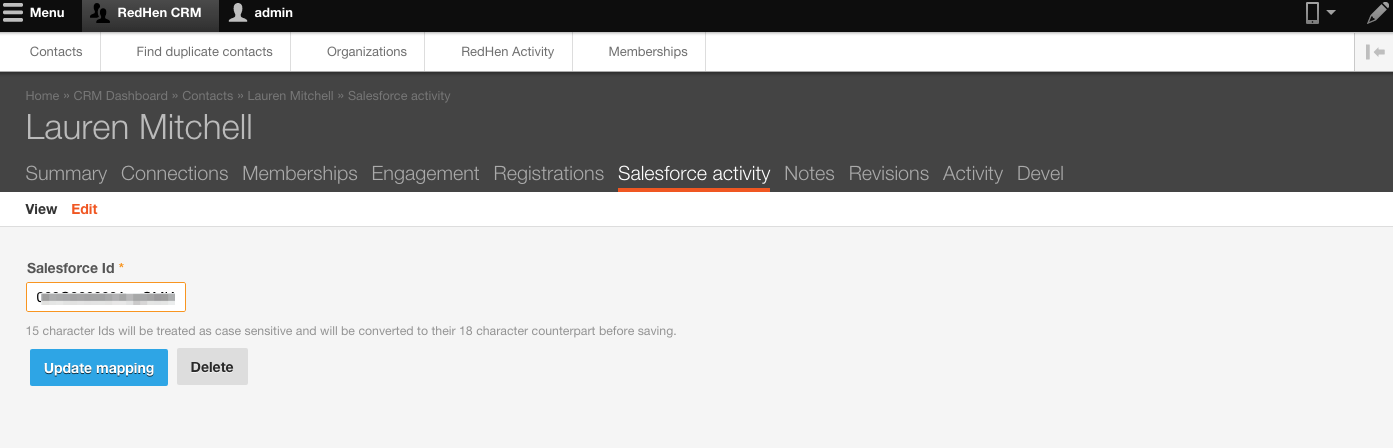 Menu RedHen CRM admin
Contacts Find duplicate contacts Organizations RedHen Activity Memberships
Home » CRM Dashboard » Contacts » Lauren Mitchell » Salesforce activity
Lauren Mitchell
Summary Connections Memberships Engagement Registrations Salesforce activity Notes Revisions Activity Devel
View Edit
Salesforce Id *
15 character Ids will be treated as case sensitive and will be converted to their 18 character counterpart before saving.
Update mapping Delete